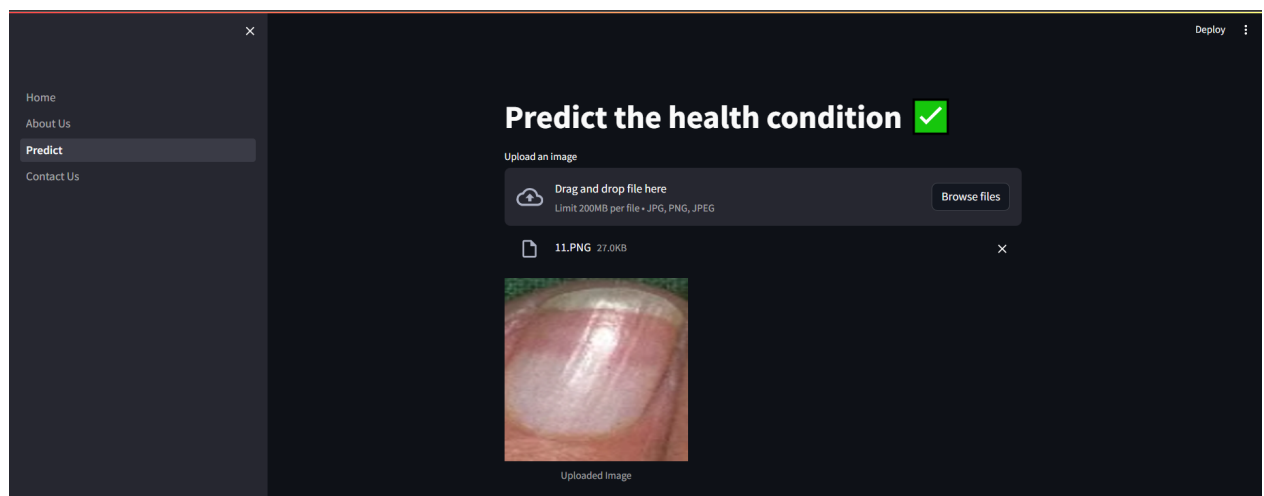 Deploy
Home
About Us
Predict
Contact Us
Predict the health condition ✅
Upload an image
Drag and drop file here
Limit 200MB per file • JPG, PNG, JPEG
Browse files
11.PNG 27.0KB
Uploaded Image